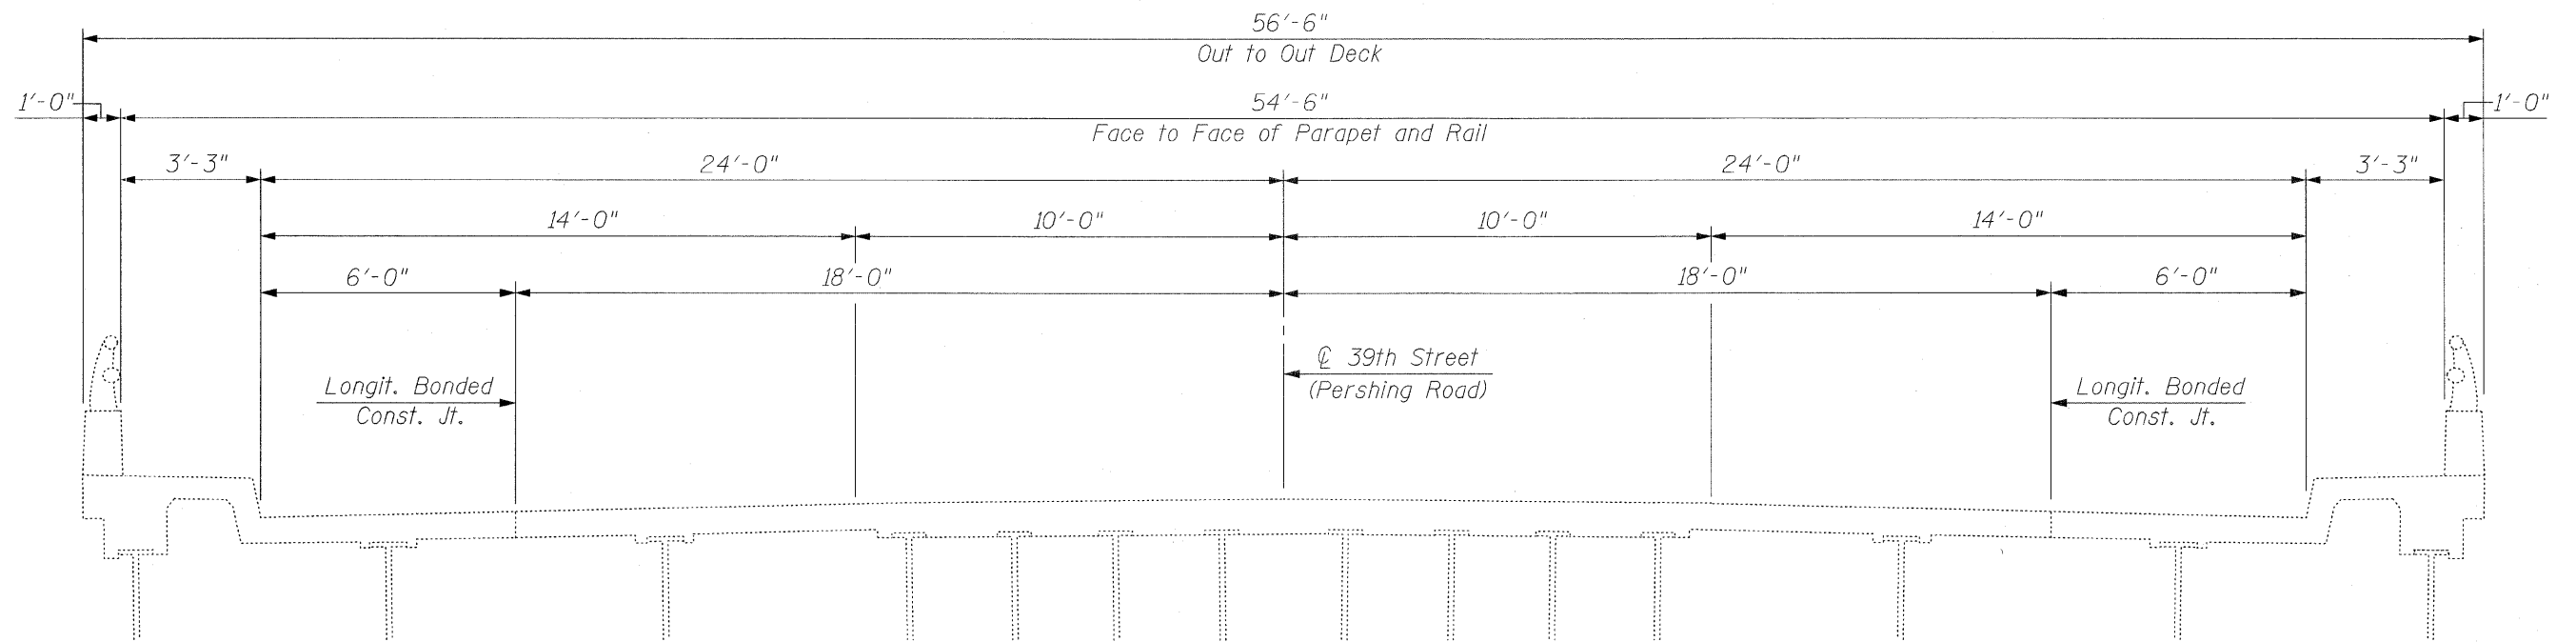 56'-6"
Out to Out Deck
1'-0"
54'-6"
1'-0"
Face to Face of Parapet and Rail
3'-3"
24'-0"
24'-0"
3'-3"
14'-0"
10'-0"
10'-0"
14'-0"
6'-0"
18'-0"
18'-0"
6'-0"
℄ 39th Street
(Pershing Road)
Longit. Bonded
Const. Jt.
Longit. Bonded
Const. Jt.